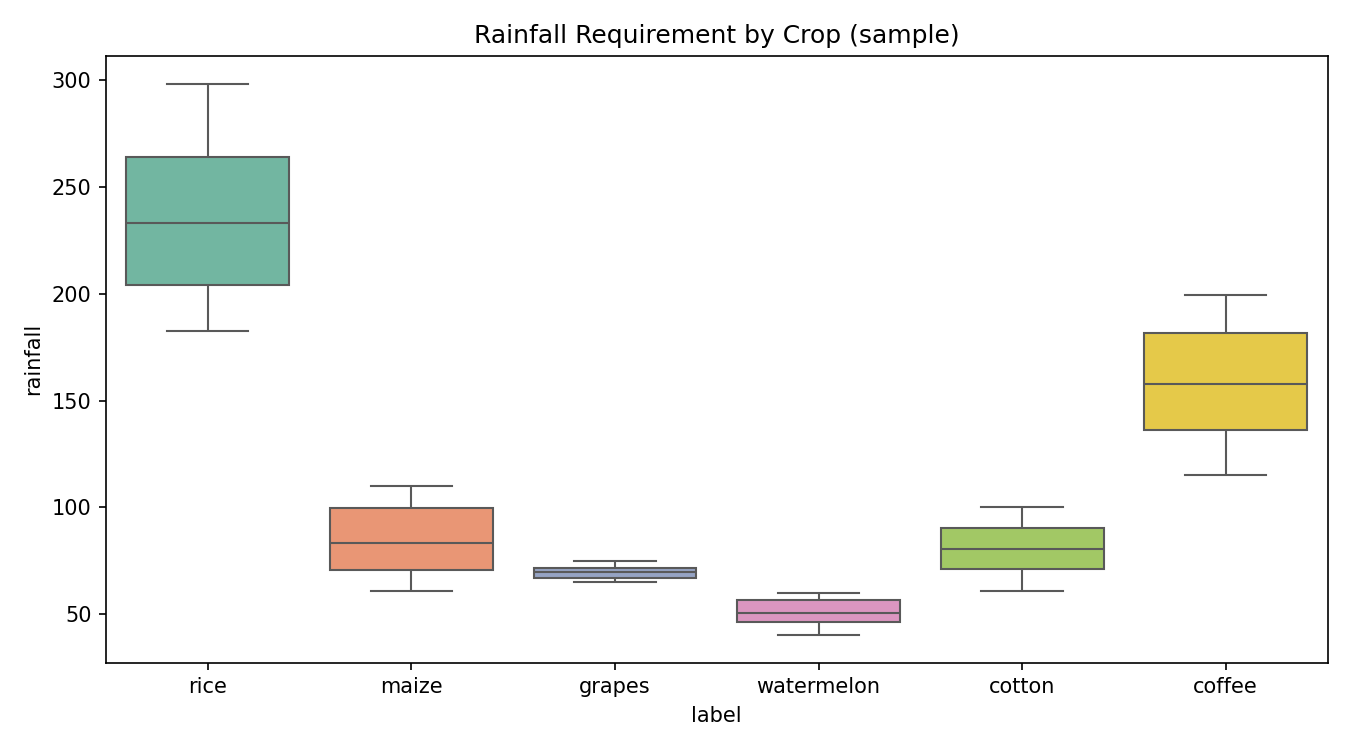 Rainfall Requirement by Crop (sample)
300
250
200
150
100
50
rainfall
rice maize grapes watermelon cotton coffee
label